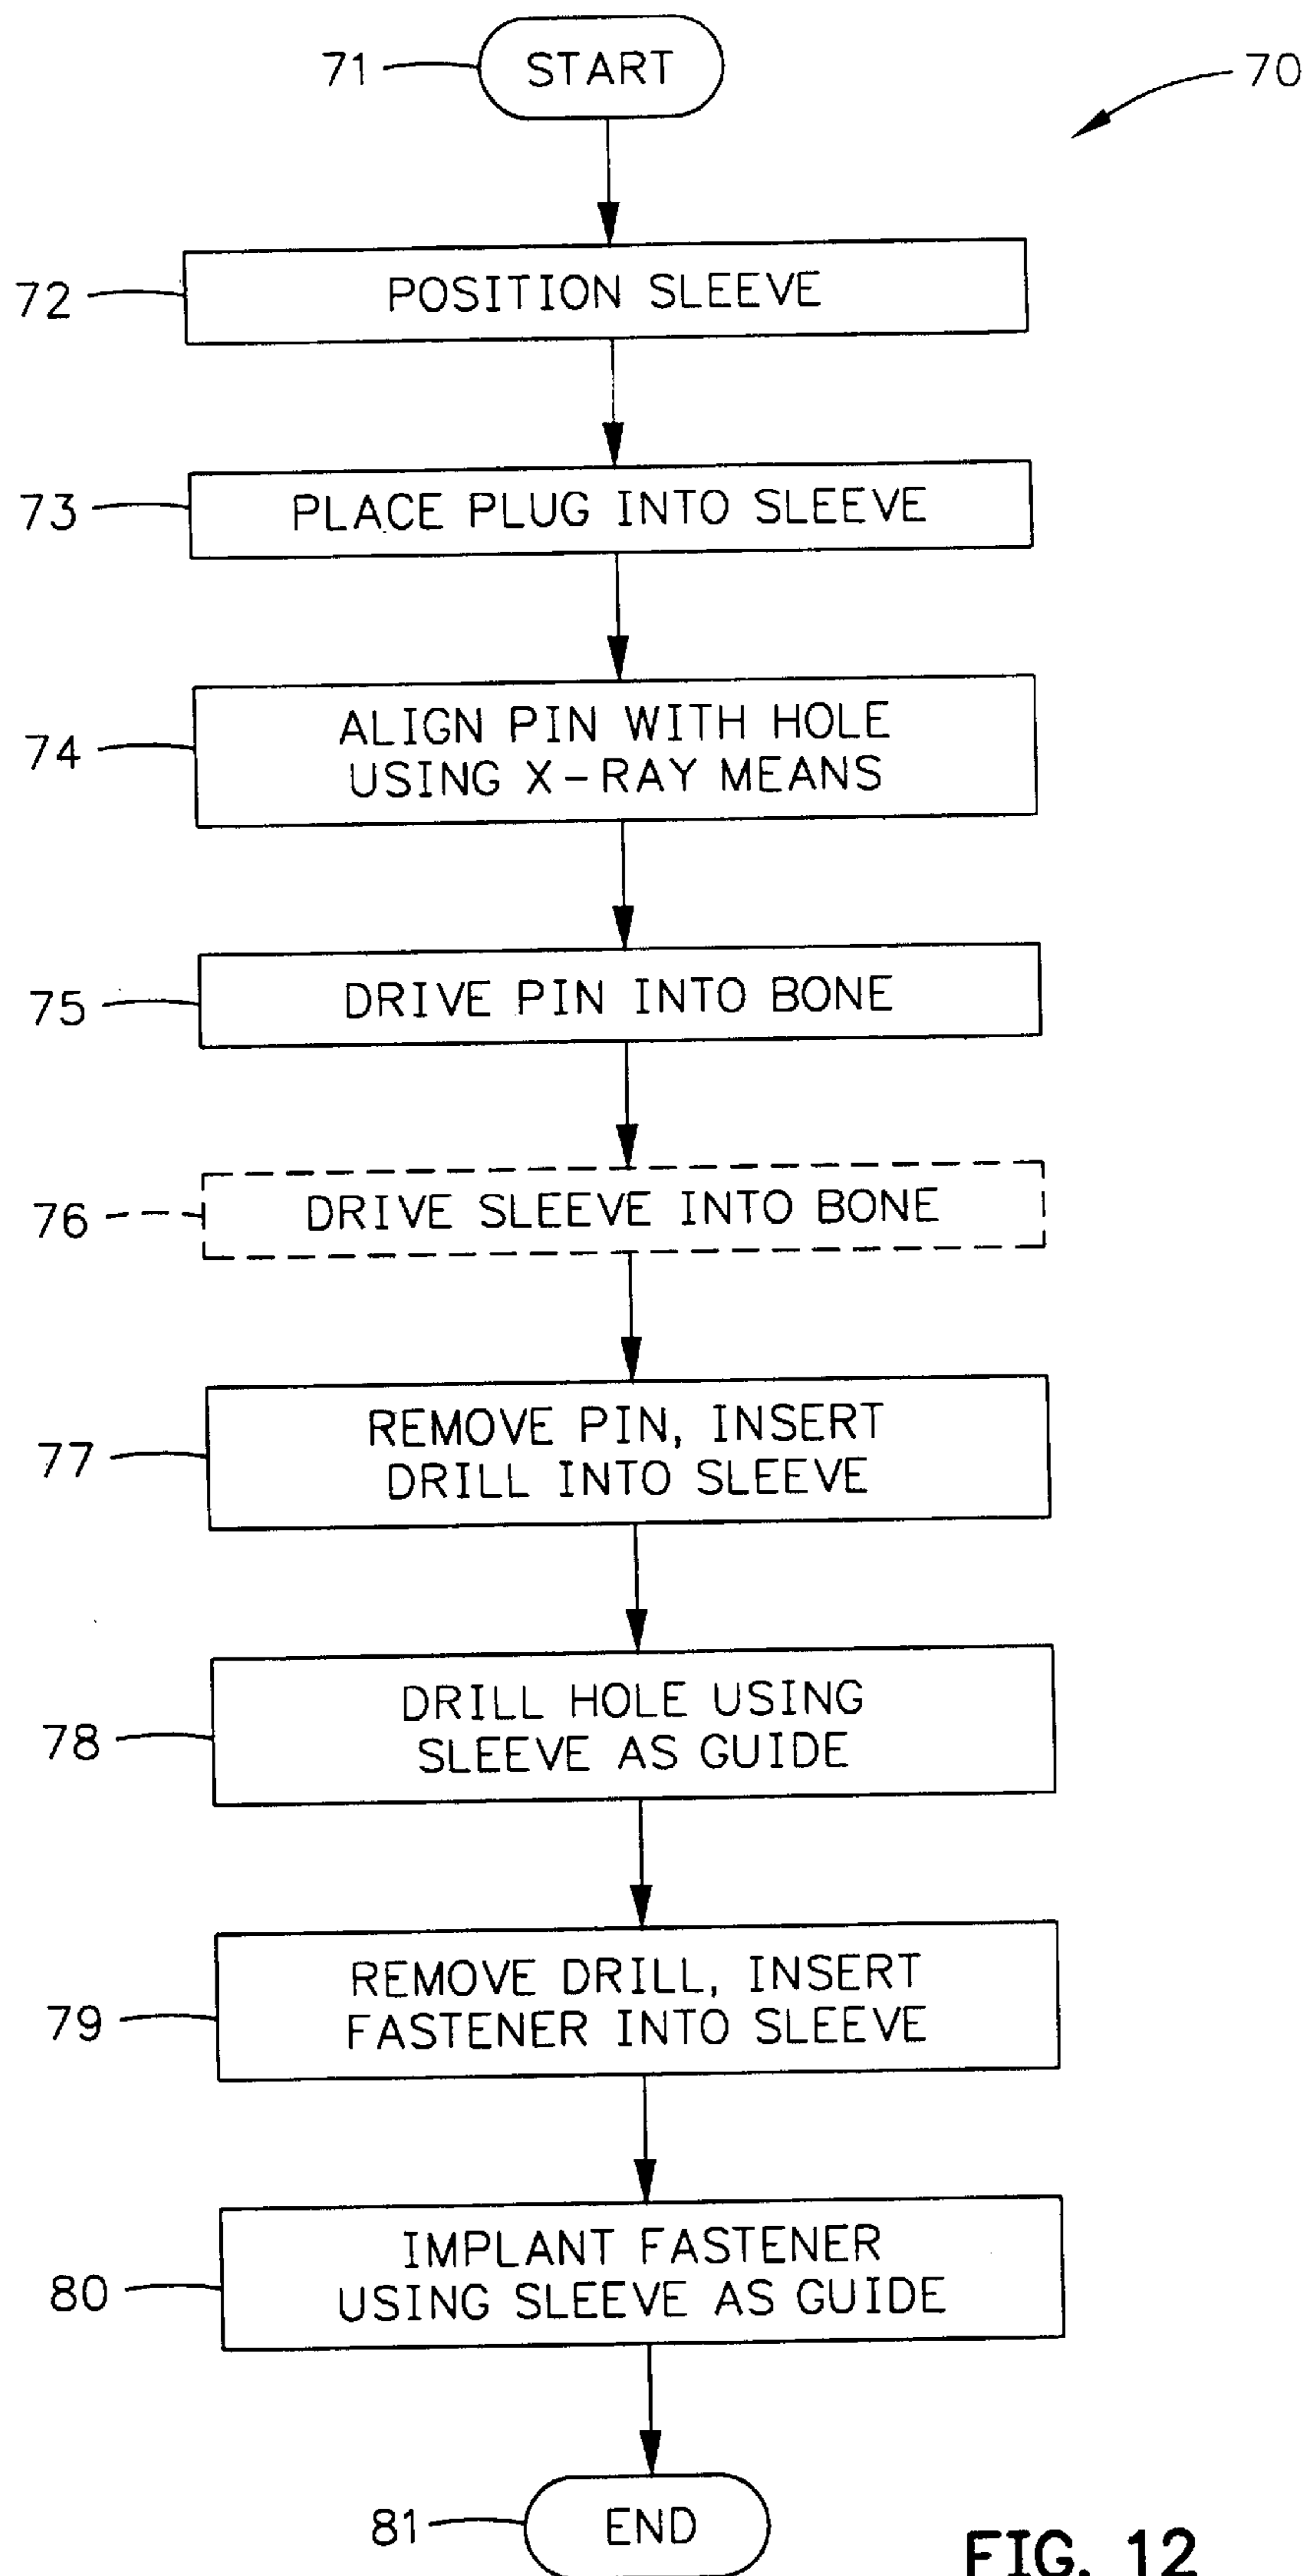 71
START
70
72
POSITION SLEEVE
73
PLACE PLUG INTO SLEEVE
74
ALIGN PIN WITH HOLE
USING X-RAY MEANS
75
DRIVE PIN INTO BONE
76
DRIVE SLEEVE INTO BONE
77
REMOVE PIN, INSERT
DRILL INTO SLEEVE
78
DRILL HOLE USING
SLEEVE AS GUIDE
79
REMOVE DRILL, INSERT
FASTENER INTO SLEEVE
80
IMPLANT FASTENER
USING SLEEVE AS GUIDE
81
END
FIG. 12